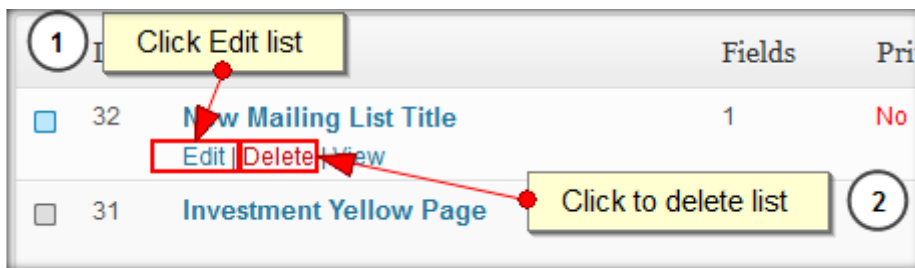 1 Click Edit list
Fields Pri
32 New Mailing List Title 1 No
Edit | Delete | View
Click to delete list 2
31 Investment Yellow Page